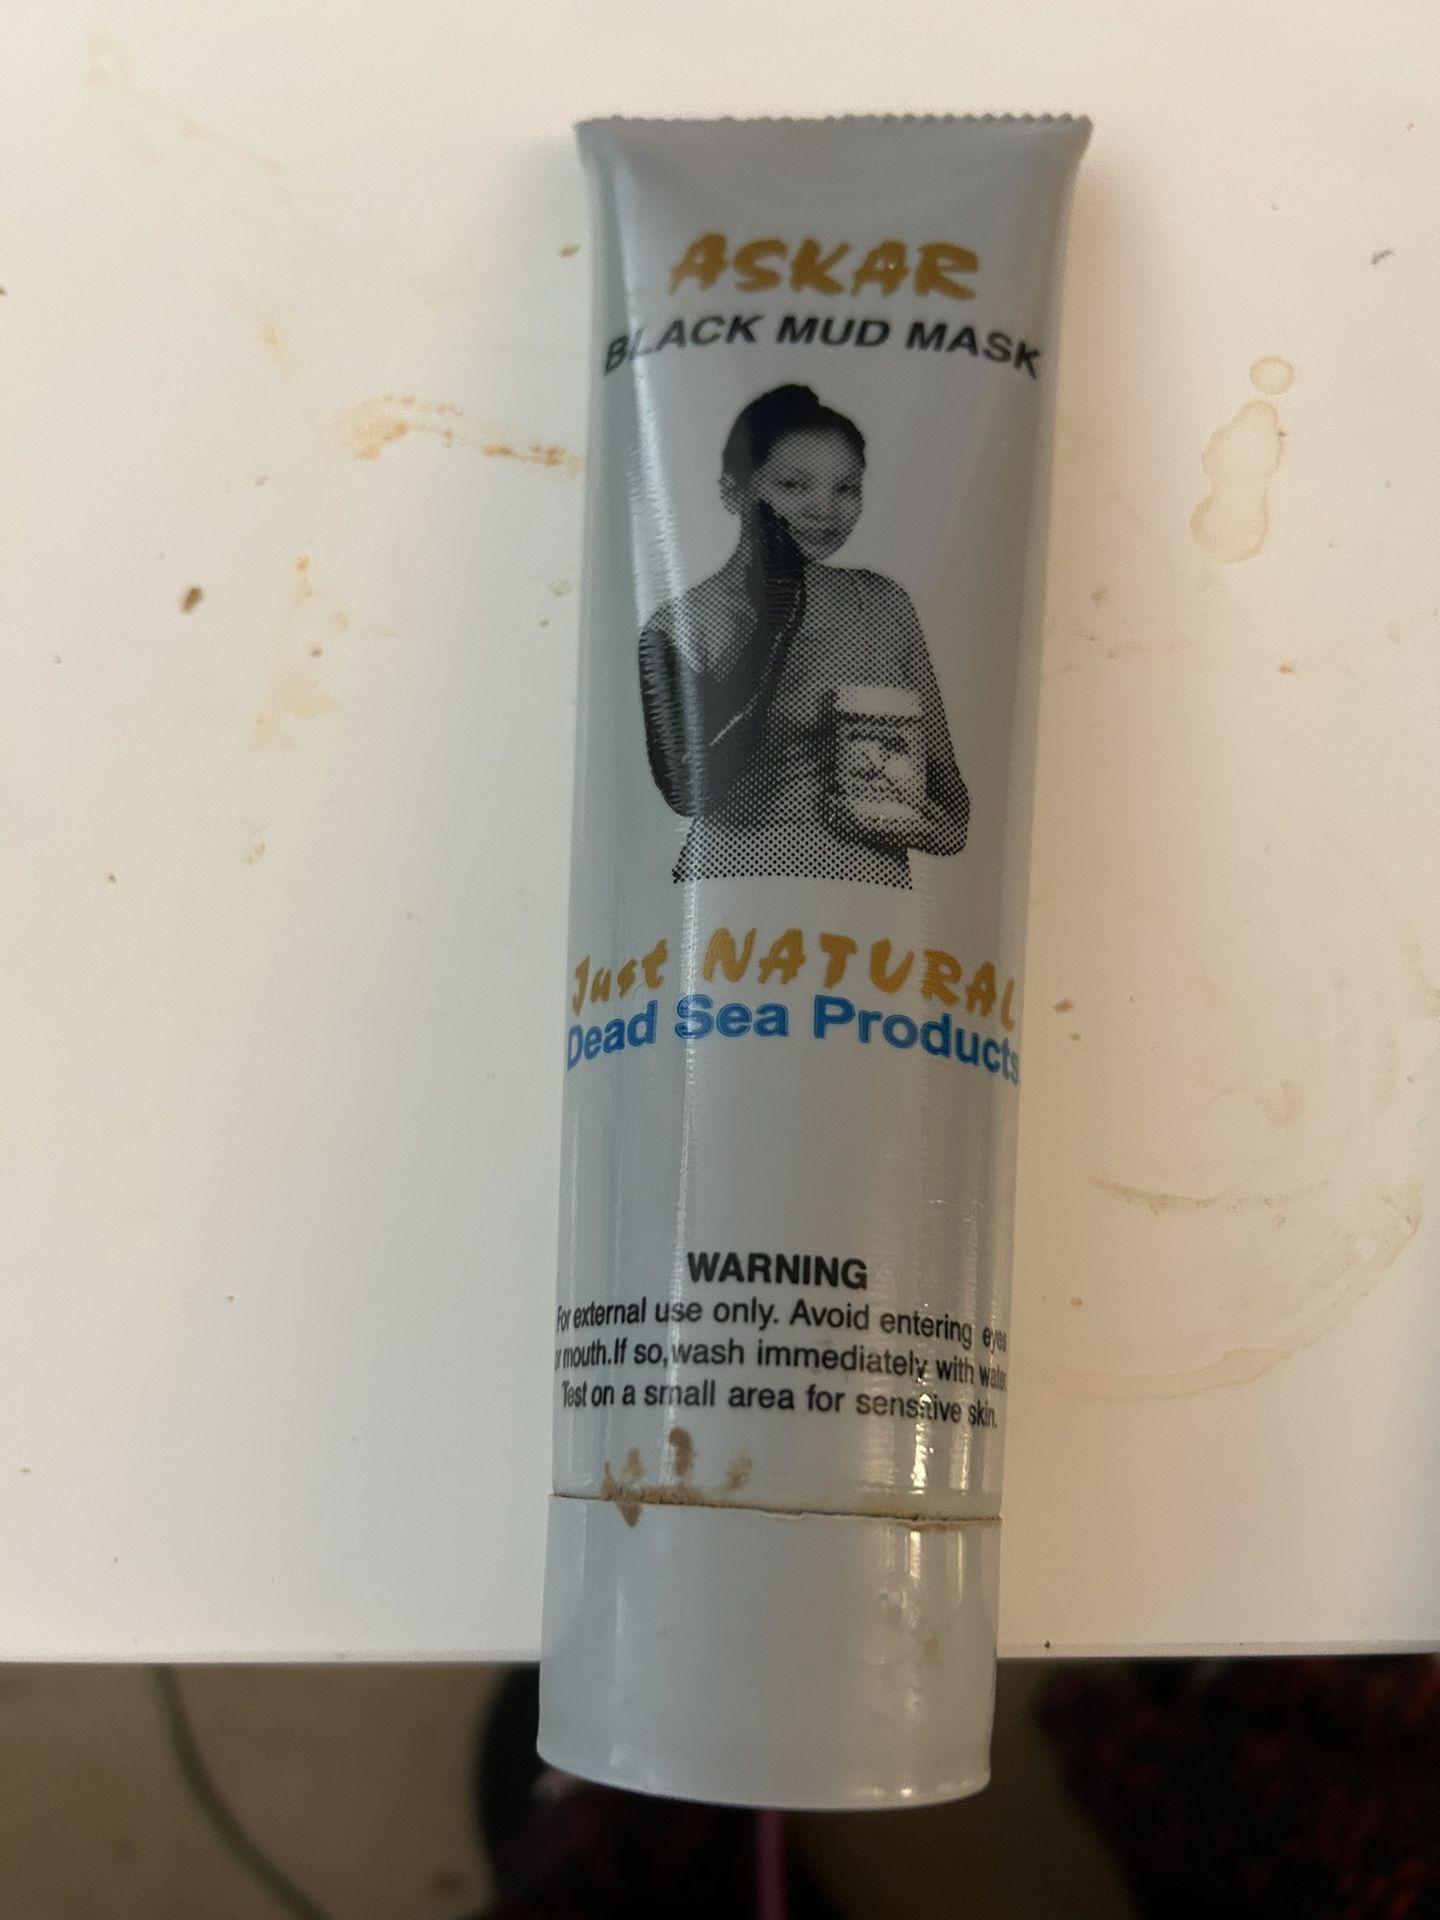 ASKAR
BLACK MUD MASK
Just NATURAL
Dead Sea Products
WARNING
For external use only. Avoid entering eyes
or mouth.If so,wash immediately with water.
Test on a small area for sensitive skin.